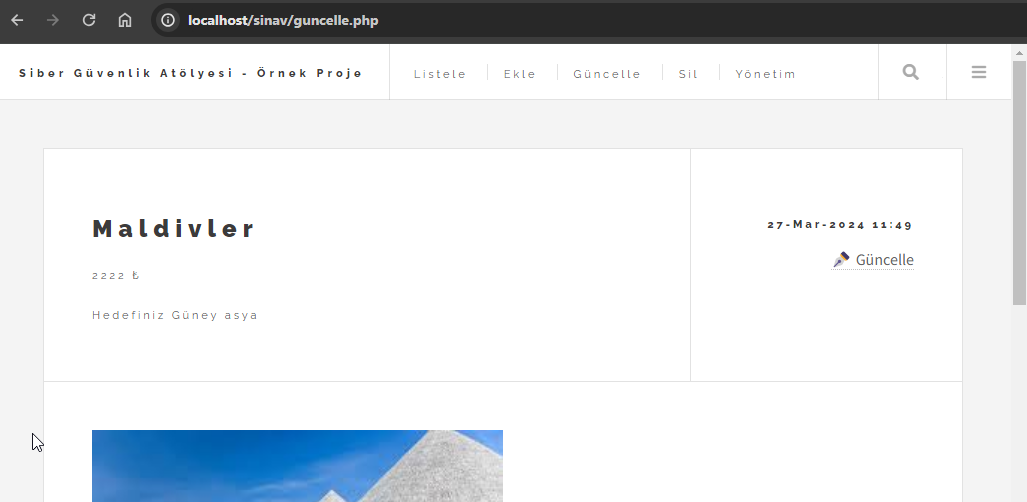 localhost/sinav/guncelle.php
Siber Güvenlik Atölyesi - Örnek Proje
Listele
Ekle
Güncelle
Sil
Yönetim
Maldivler
2222 ₺
Hedefiniz Güney asya
27-Mar-2024 11:49
Güncelle